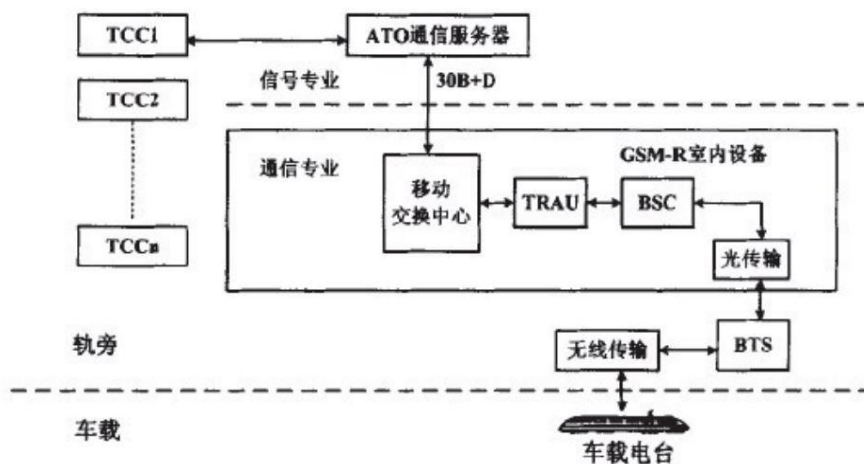 TCC1
ATO通信服务器
信号专业
30B+D
TCC2
通信专业
GSM-R室内设备
移动
交换中心
TRAU
BSC
TCCn
光传输
轨旁
无线传输
BTS
车载
车载电台